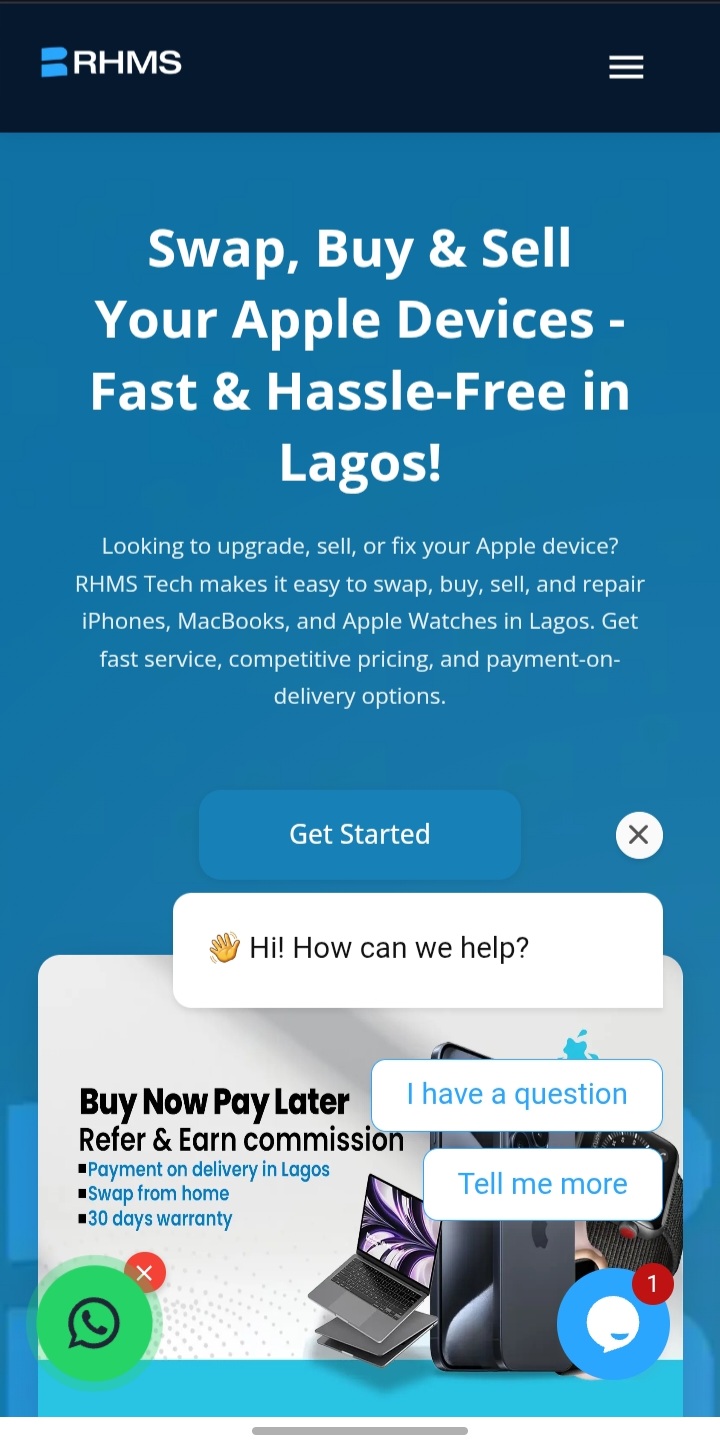 RHMS
Swap, Buy & Sell
Your Apple Devices -
Fast & Hassle-Free in
Lagos!
Looking to upgrade, sell, or fix your Apple device?
RHMS Tech makes it easy to swap, buy, sell, and repair
iPhones, MacBooks, and Apple Watches in Lagos. Get
fast service, competitive pricing, and payment-on-
delivery options.
Get Started
👋 Hi! How can we help?
Buy Now Pay Later
I have a question
Refer & Earn commission
▪Payment on delivery in Lagos
▪Swap from home
Tell me more
▪30 days warranty
1